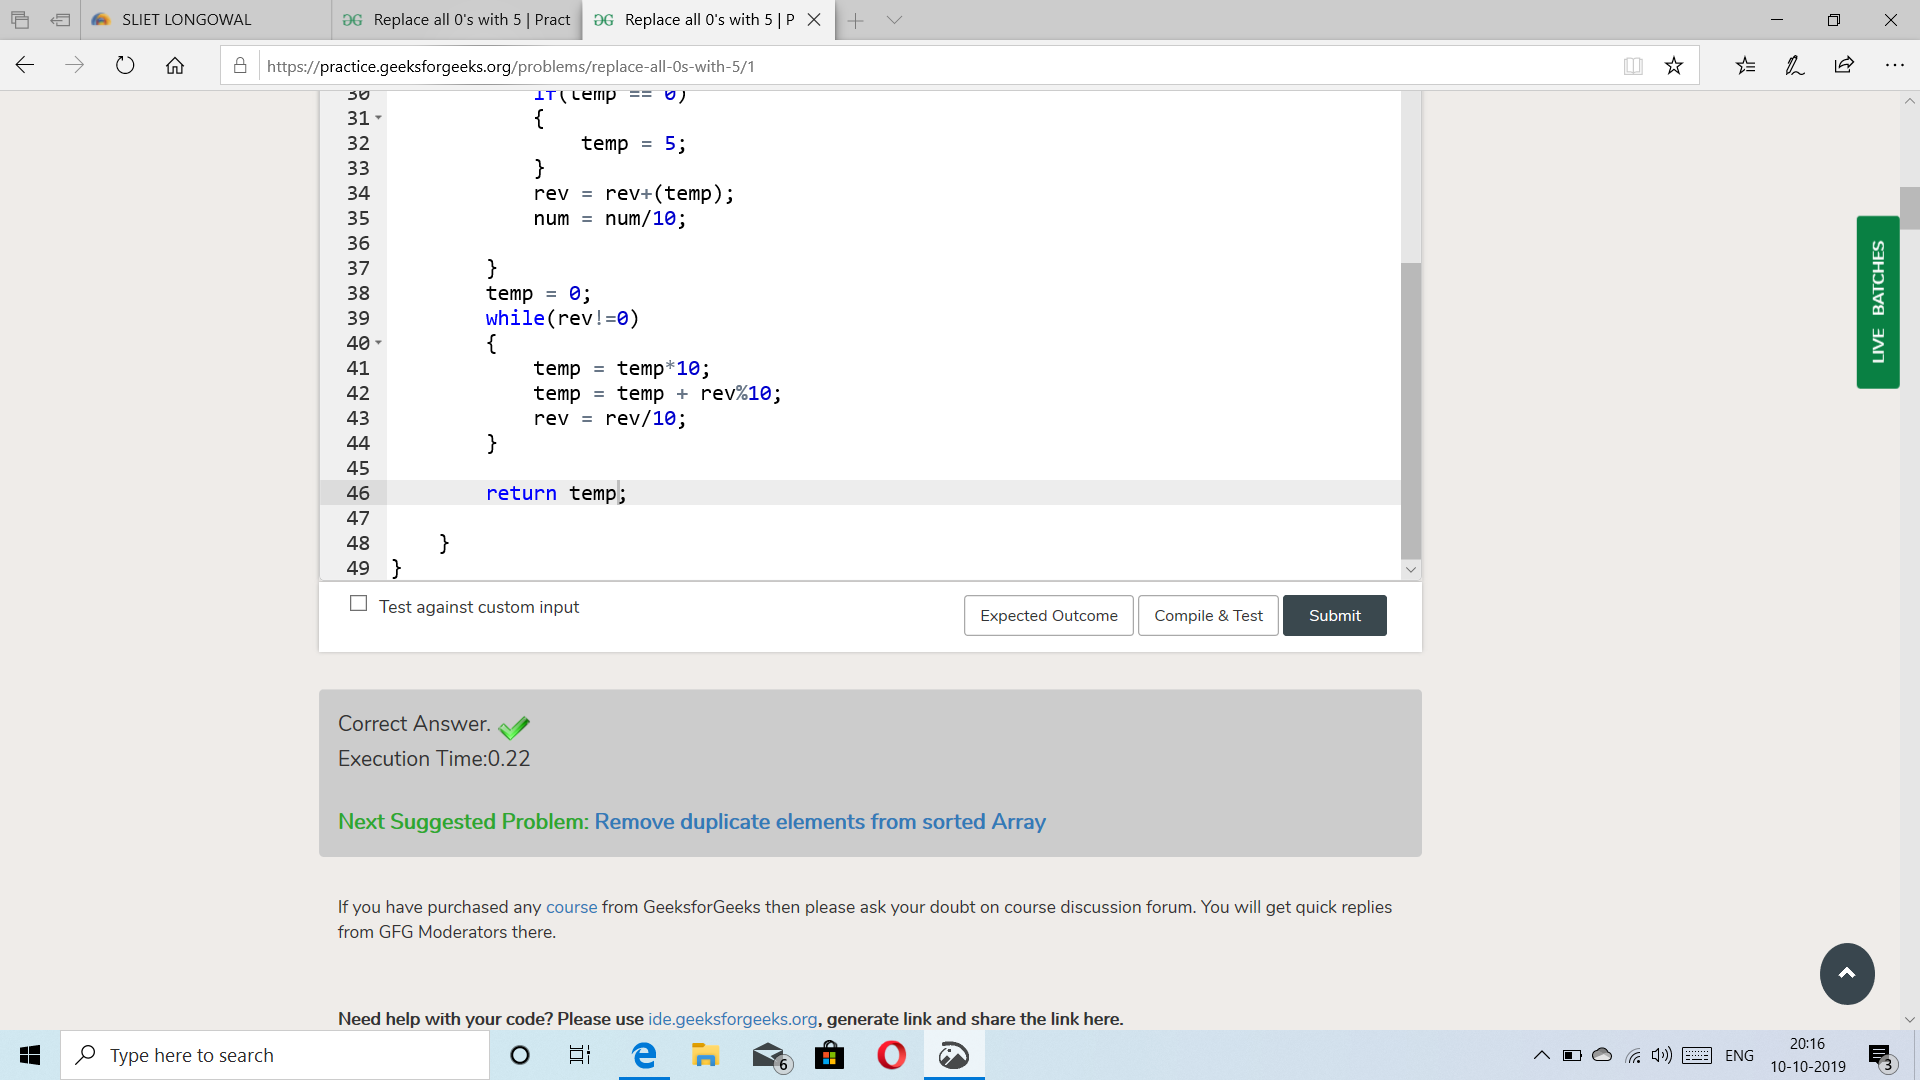 SLIET LONGOWAL
Replace all 0's with 5 | Pract
Replace all 0's with 5 | P
https://practice.geeksforgeeks.org/problems/replace-all-0s-with-5/1
30 if(temp == 0)
31 {
32 temp = 5;
33 }
34 rev = rev+(temp);
35 num = num/10;
36
37 }
38 temp = 0;
39 while(rev!=0)
40 {
41 temp = temp*10;
42 temp = temp + rev%10;
43 rev = rev/10;
44 }
45
46 return temp;
47
48 }
49 }
LIVE BATCHES
Test against custom input
Expected Outcome
Compile & Test
Submit
Correct Answer.
Execution Time:0.22
Next Suggested Problem: Remove duplicate elements from sorted Array
If you have purchased any course from GeeksforGeeks then please ask your doubt on course discussion forum. You will get quick replies
from GFG Moderators there.
Need help with your code? Please use ide.geeksforgeeks.org, generate link and share the link here.
Type here to search
6
ENG
20:16
10-10-2019
3